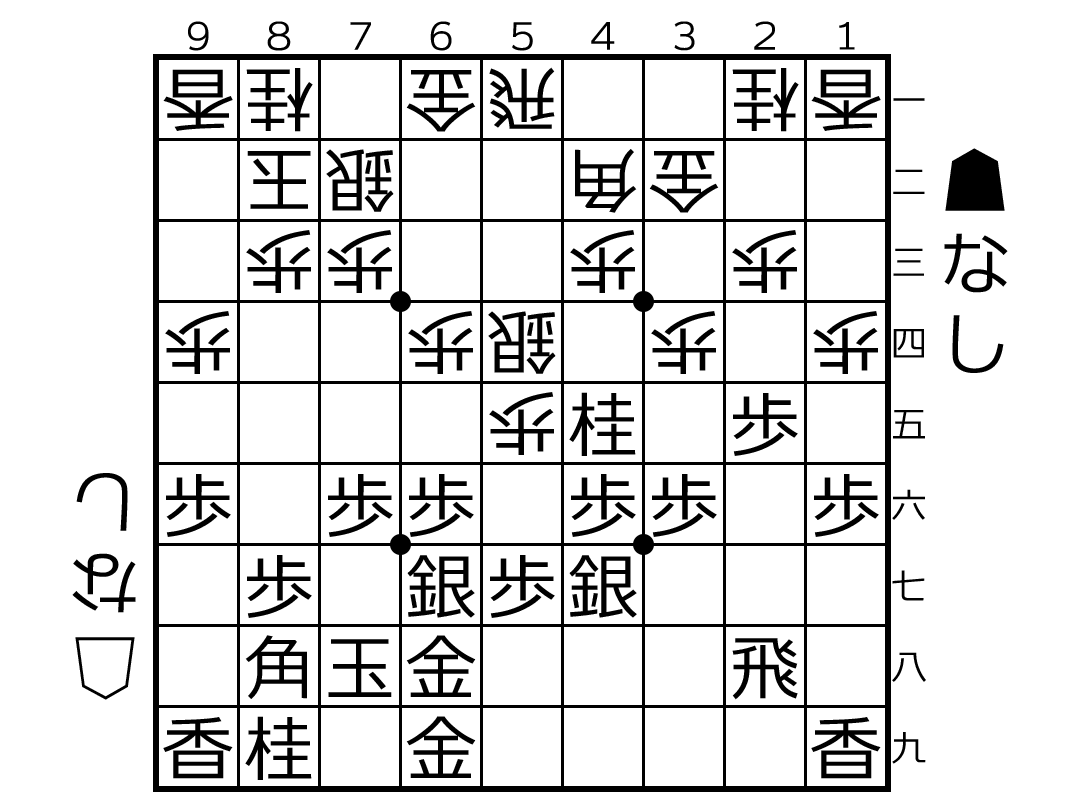 9 8 7 6 5 4 3 2 1
香 桂 金 飛 桂 香 一
王 銀 角 金 二
歩 歩 歩 歩 三
歩 歩 銀 歩 歩 四
歩 桂 歩 五
歩 歩 歩 歩 歩 歩 六
歩 銀 歩 銀 七
角 玉 金 飛 八
香 桂 金 香 九
☗なし
☖なし